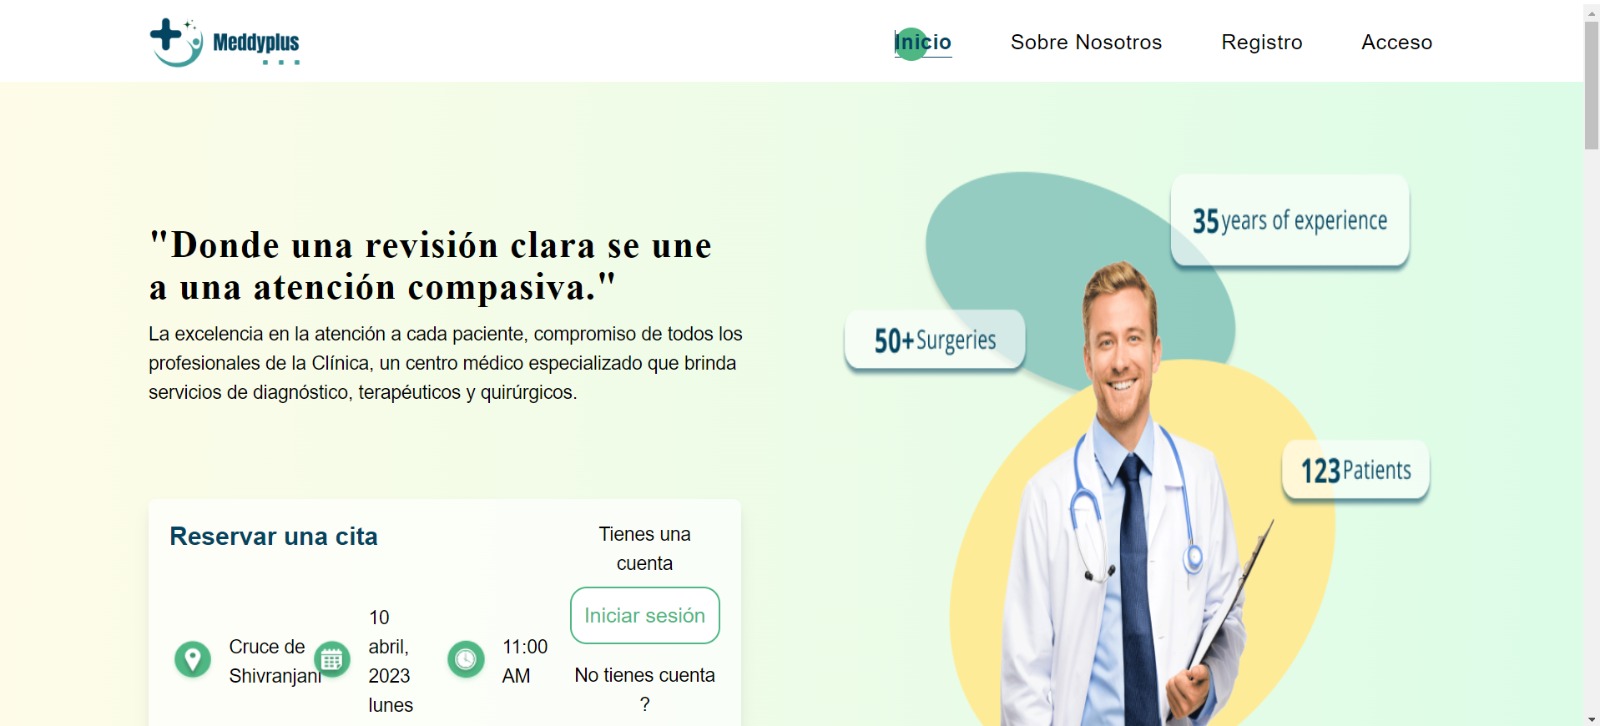 Meddyplus
Inicio
Sobre Nosotros
Registro
Acceso
"Donde una revisión clara se une
a una atención compasiva."
La excelencia en la atención a cada paciente, compromiso de todos los
profesionales de la Clínica, un centro médico especializado que brinda
servicios de diagnóstico, terapéuticos y quirúrgicos.
35 years of experience
50+ Surgeries
123 Patients
Reservar una cita
Cruce de
Shivranjani
10
abril,
2023
lunes
11:00
AM
Tienes una
cuenta
Iniciar sesión
No tienes cuenta
?